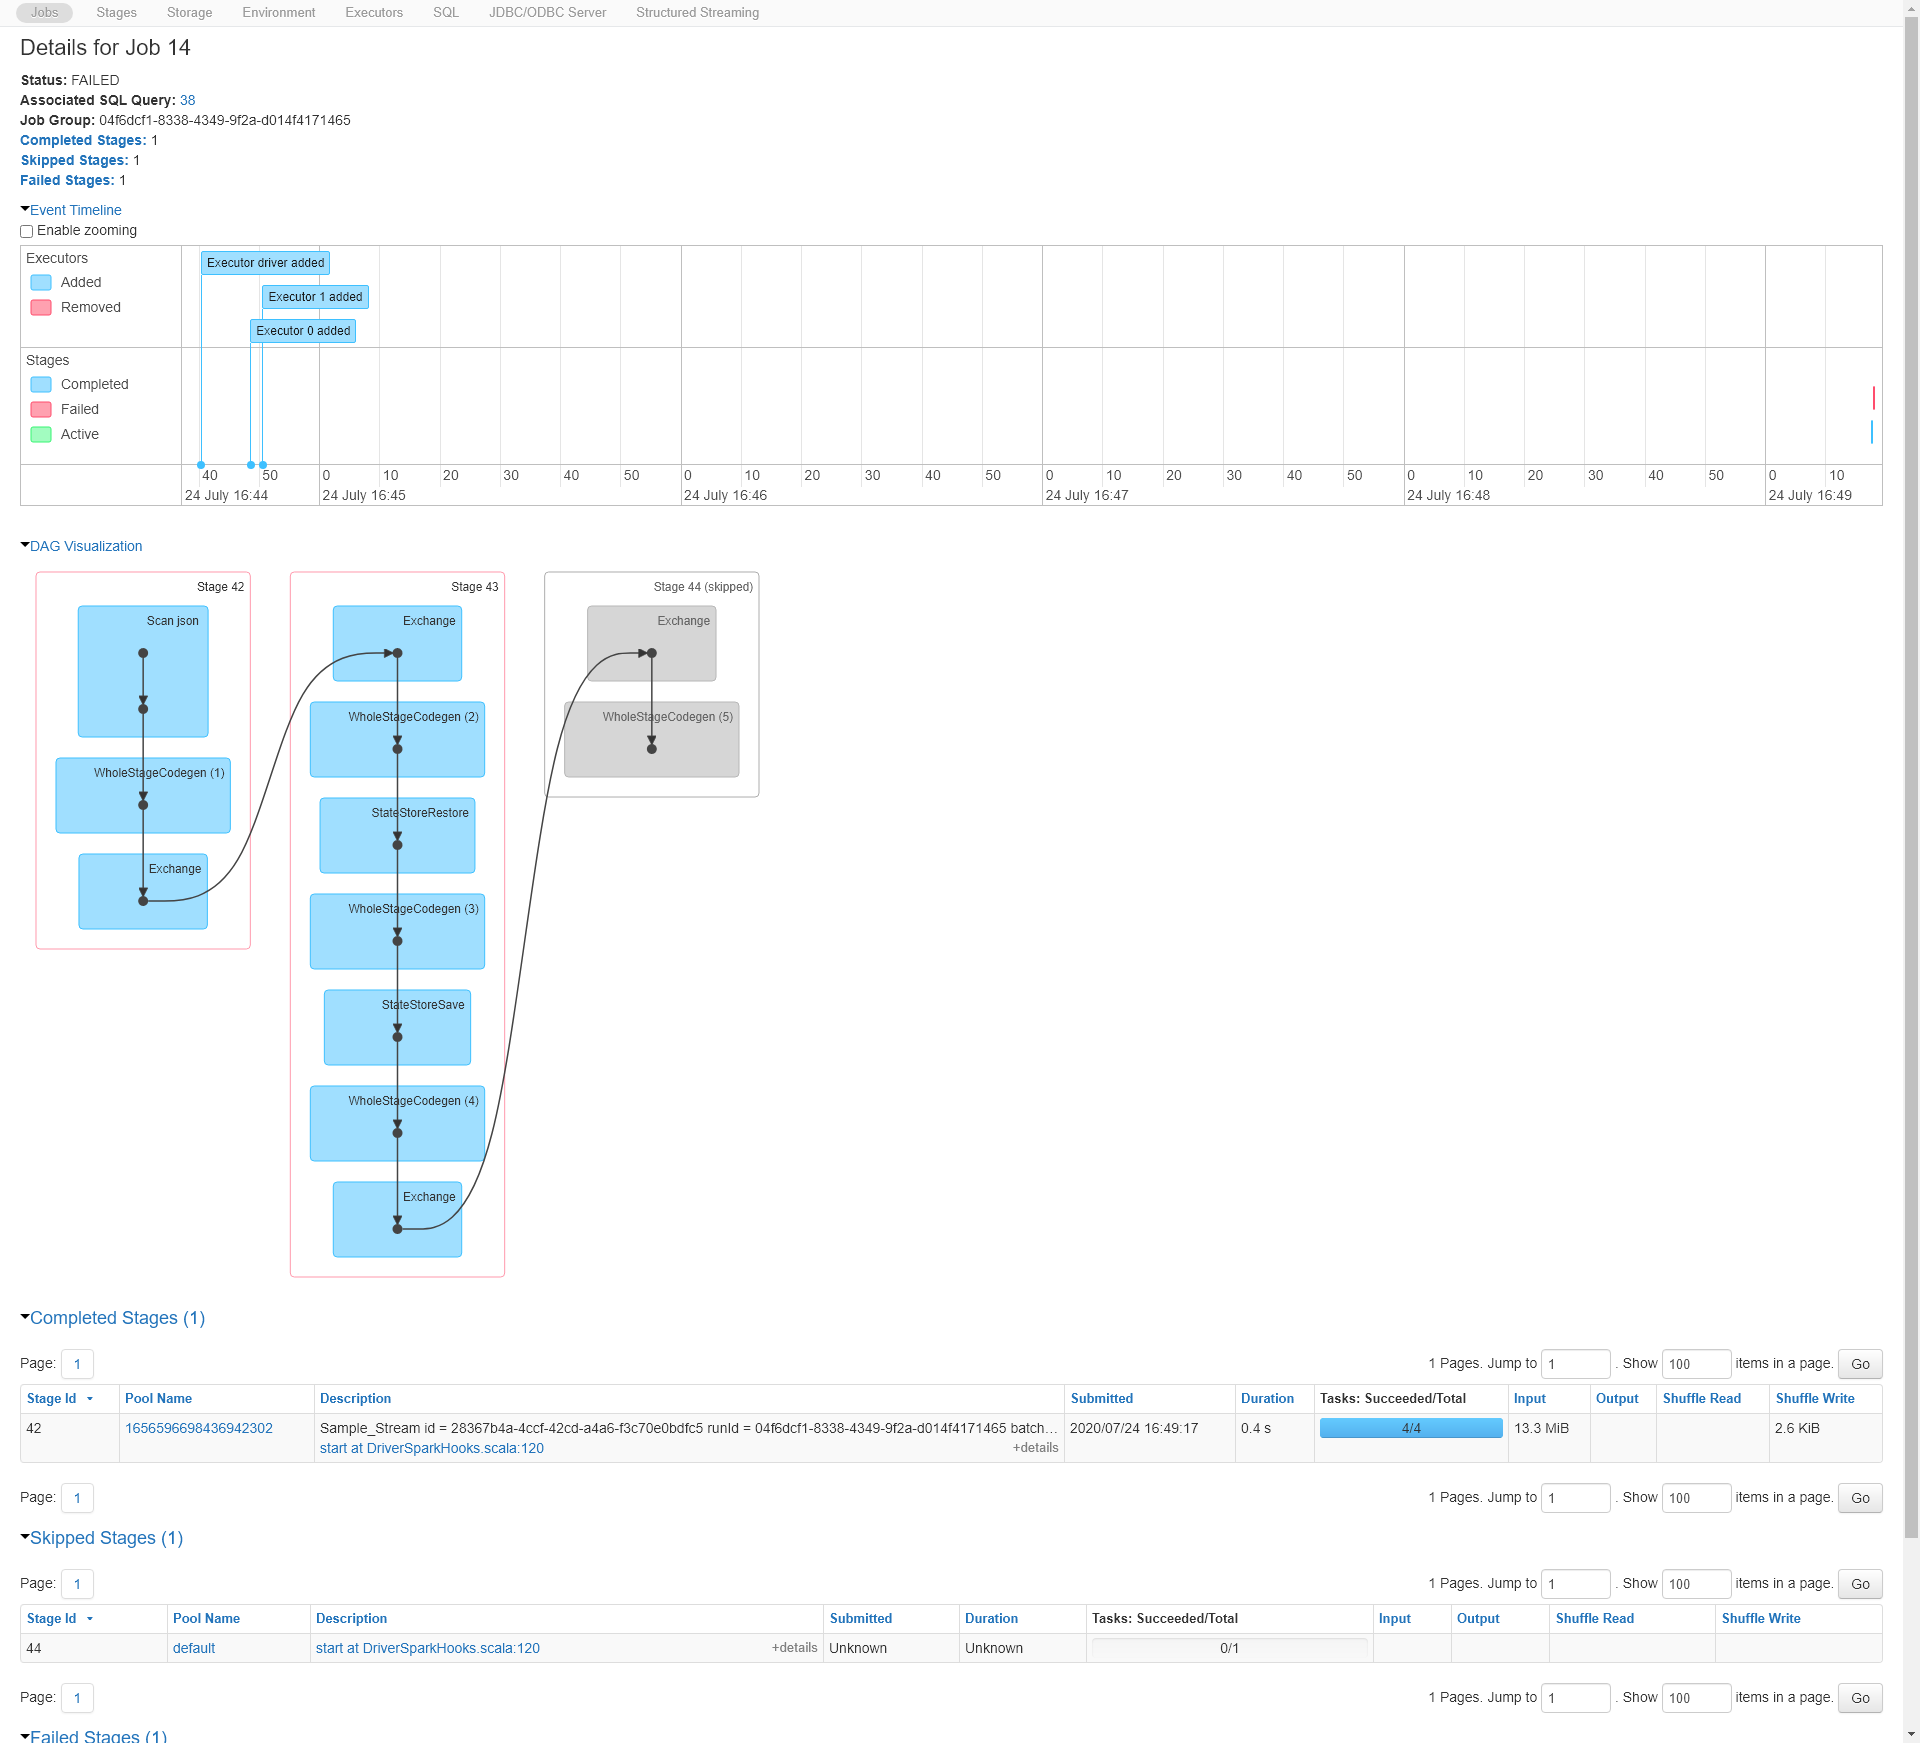 Jobs Stages Storage Environment Executors SQL JDBC/ODBC Server Structured Streaming
Details for Job 14
Status: FAILED
Associated SQL Query: 38
Job Group: 04f6dcf1-8338-4349-9f2a-d014f4171465
Completed Stages: 1
Skipped Stages: 1
Failed Stages: 1
Event Timeline
Enable zooming
Executors
Added
Removed
Executor driver added
Executor 1 added
Executor 0 added
Stages
Completed
Failed
Active
40 50 0 10 20 30 40 50 0 10 20 30 40 50 0 10 20 30 40 50 0 10 20 30 40 50 0 10
24 July 16:44 24 July 16:45 24 July 16:46 24 July 16:47 24 July 16:48 24 July 16:49
DAG Visualization
Stage 42
Scan json
WholeStageCodegen (1)
Exchange
Stage 43
Exchange
WholeStageCodegen (2)
StateStoreRestore
WholeStageCodegen (3)
StateStoreSave
WholeStageCodegen (4)
Exchange
Stage 44 (skipped)
Exchange
WholeStageCodegen (5)
Completed Stages (1)
Page: 1 1 Pages. Jump to 1 . Show 100 items in a page. Go
Stage Id Pool Name Description Submitted Duration Tasks: Succeeded/Total Input Output Shuffle Read Shuffle Write
42 1656596698436942302 Sample_Stream id = 28367b4a-4ccf-42cd-a4a6-f3c70e0bdfc5 runId = 04f6dcf1-8338-4349-9f2a-d014f4171465 batch... 2020/07/24 16:49:17 0.4 s 4/4 13.3 MiB 2.6 KiB
start at DriverSparkHooks.scala:120 +details
Page: 1 1 Pages. Jump to 1 . Show 100 items in a page. Go
Skipped Stages (1)
Page: 1 1 Pages. Jump to 1 . Show 100 items in a page. Go
Stage Id Pool Name Description Submitted Duration Tasks: Succeeded/Total Input Output Shuffle Read Shuffle Write
44 default start at DriverSparkHooks.scala:120 +details Unknown Unknown 0/1
Page: 1 1 Pages. Jump to 1 . Show 100 items in a page. Go
Failed Stages (1)